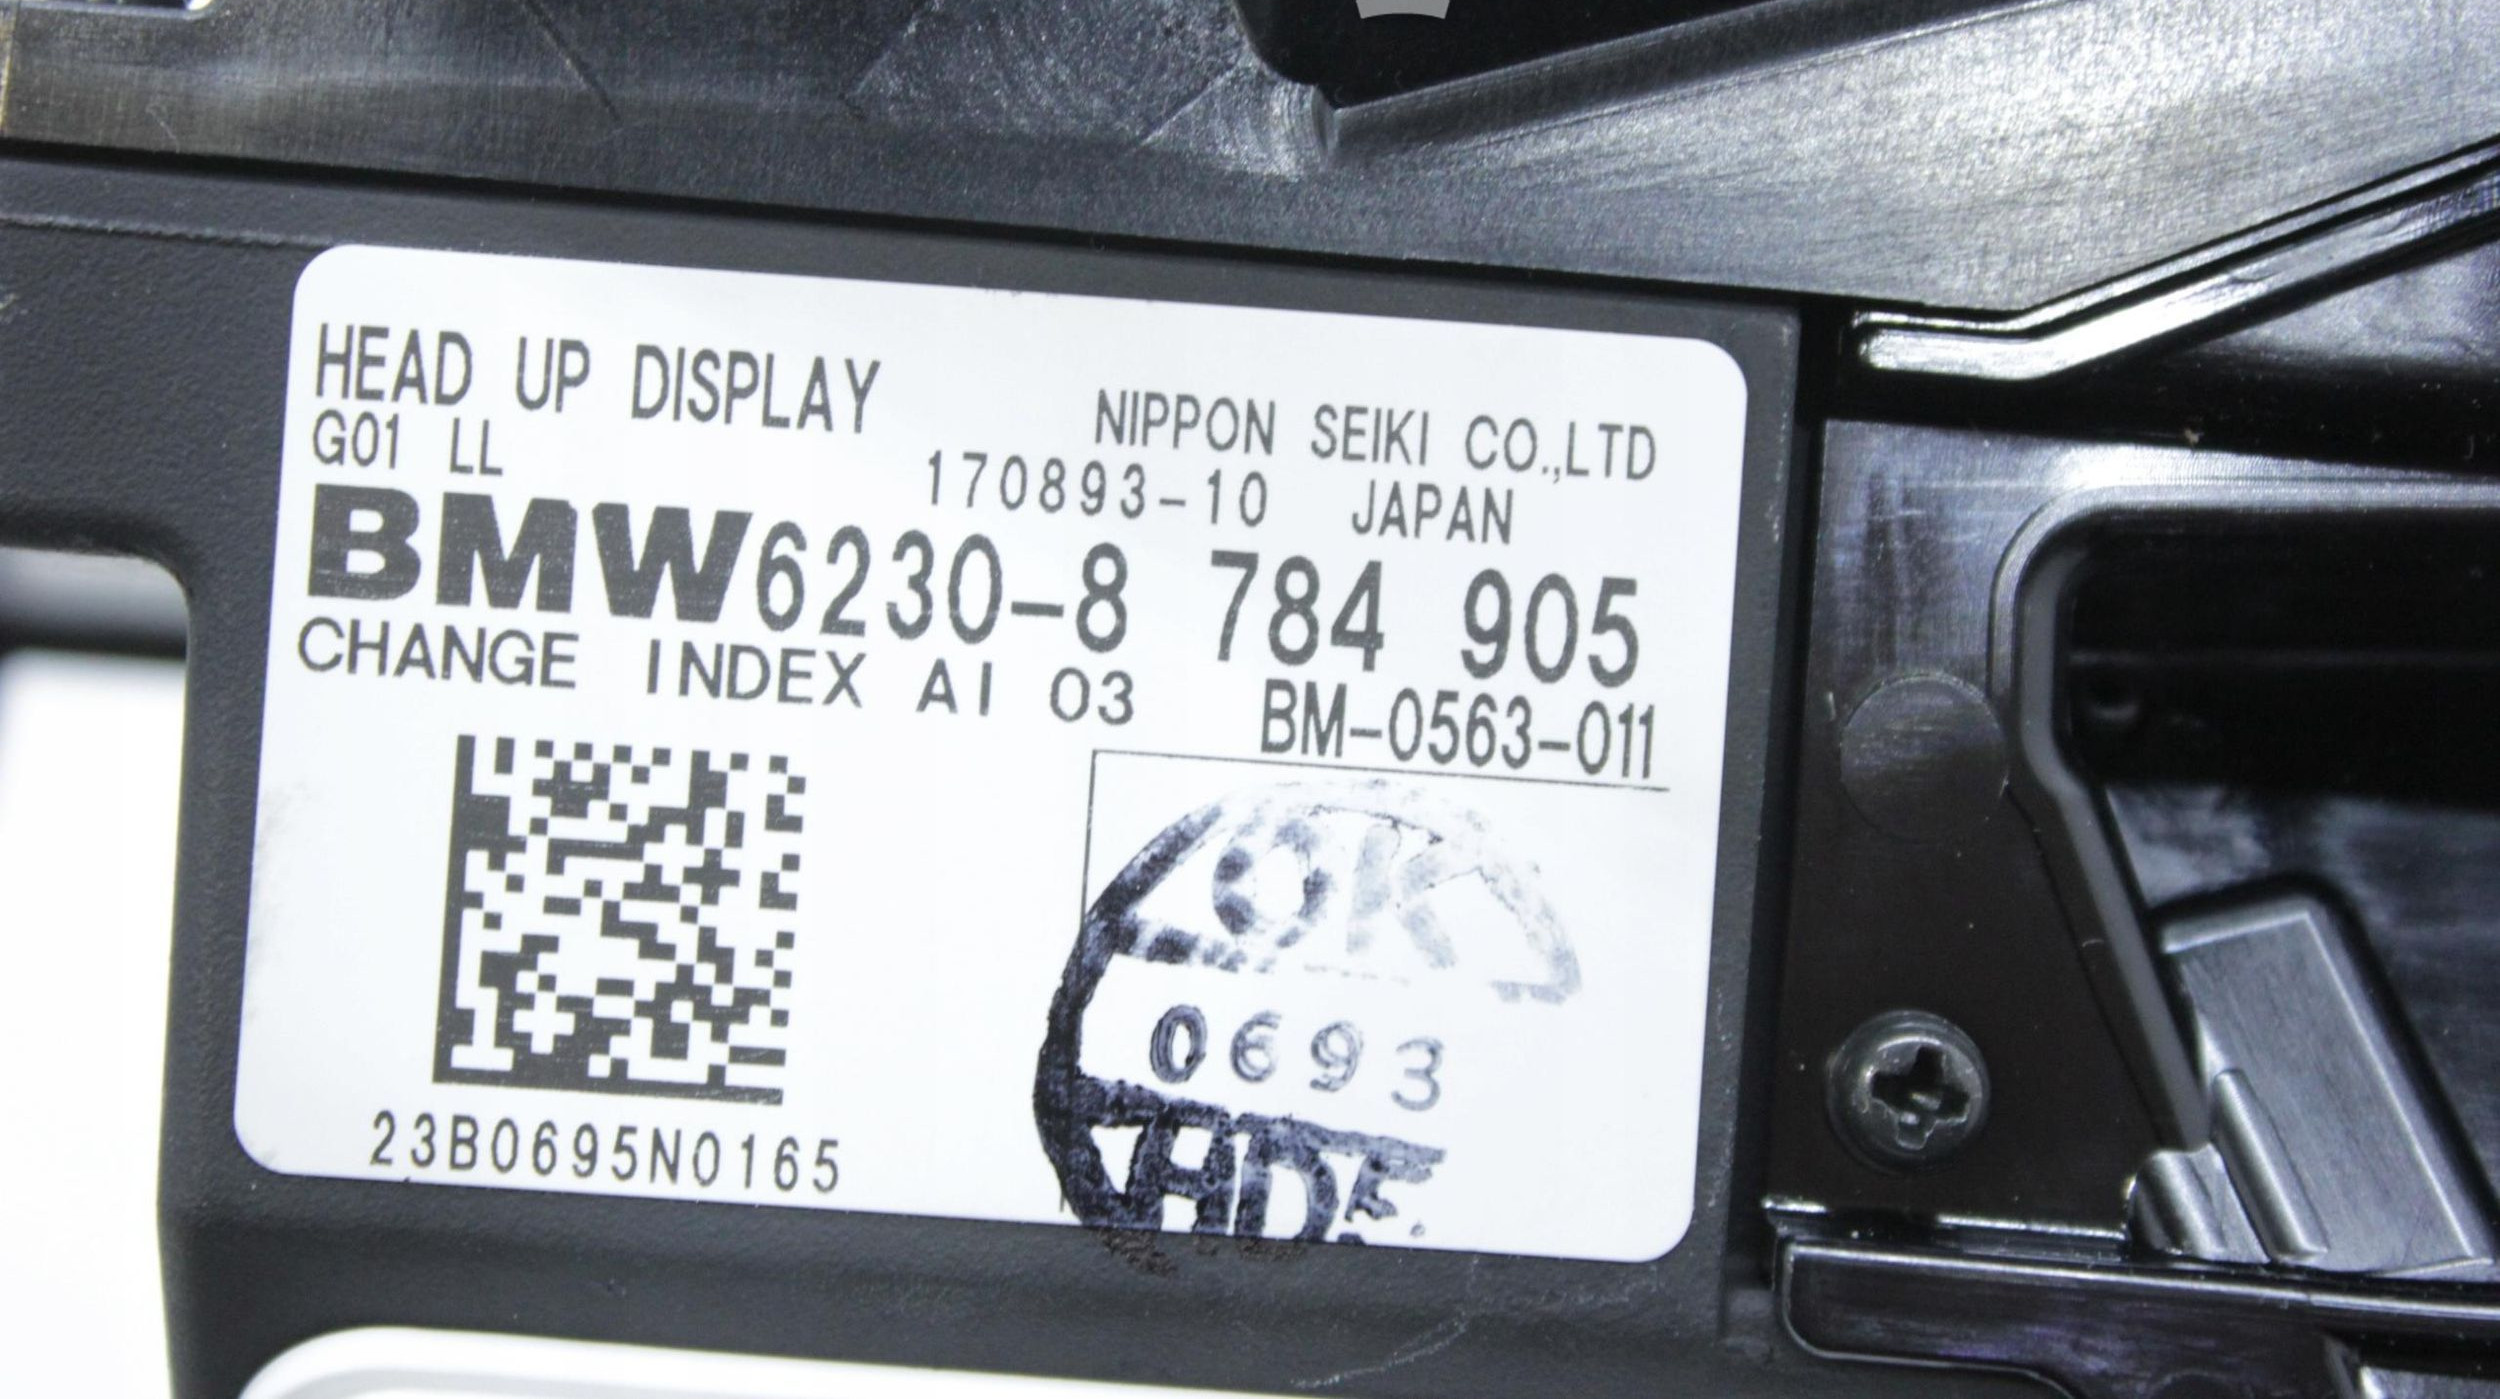 HEAD UP DISPLAY
G01 LL
NIPPON SEIKI CO.,LTD
170893-10 JAPAN
BMW6230-8 784 905
CHANGE INDEX AI 03
BM-0563-011
OK
0693
23B0695N0165